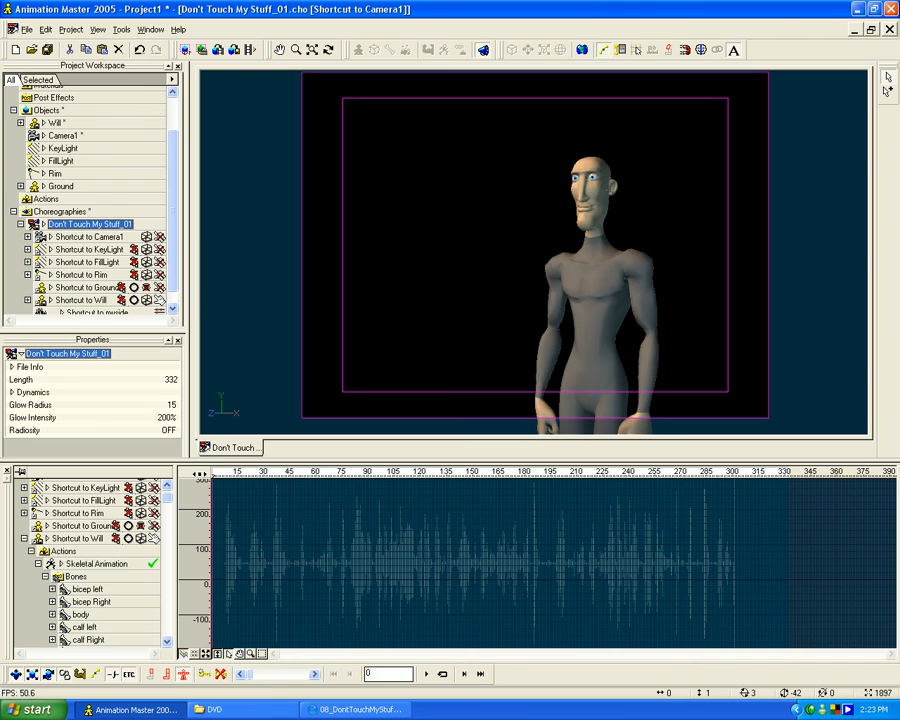 Animation Master 2005 - Project1 * - [Don't Touch My Stuff_01.cho [Shortcut to Camera1]]
File Edit Project View Tools Window Help
Project Workspace
All Selected
Materials
Post Effects
Objects *
Will *
Camera1 *
KeyLight
FillLight
Rim
Ground
Actions
Choreographies *
Don't Touch My Stuff_01
Shortcut to Camera1
Shortcut to KeyLight
Shortcut to FillLight
Shortcut to Rim
Shortcut to Ground
Shortcut to Will
Properties
Don't Touch My Stuff_01
File Info
Length 332
Dynamics
Glow Radius 15
Glow Intensity 200%
Radiosity OFF
Y
Z X
Don't Touch ...
15 30 45 60 75 90 105 120 135 150 165 180 195 210 225 240 255 270 285 300 315 330 345 360 375 390
300.
200.
100.
0.
-100.
Shortcut to KeyLight
Shortcut to FillLight
Shortcut to Rim
Shortcut to Groun
Shortcut to Will
Actions
Skeletal Animation
Bones
bicep left
bicep Right
body
calf left
calf Right
ETC.
0
FPS: 50.6
0 1 3 -42 0 1897
start
Animation Master 200...
DVD
08_DontTouchMyStuf...
2:23 PM